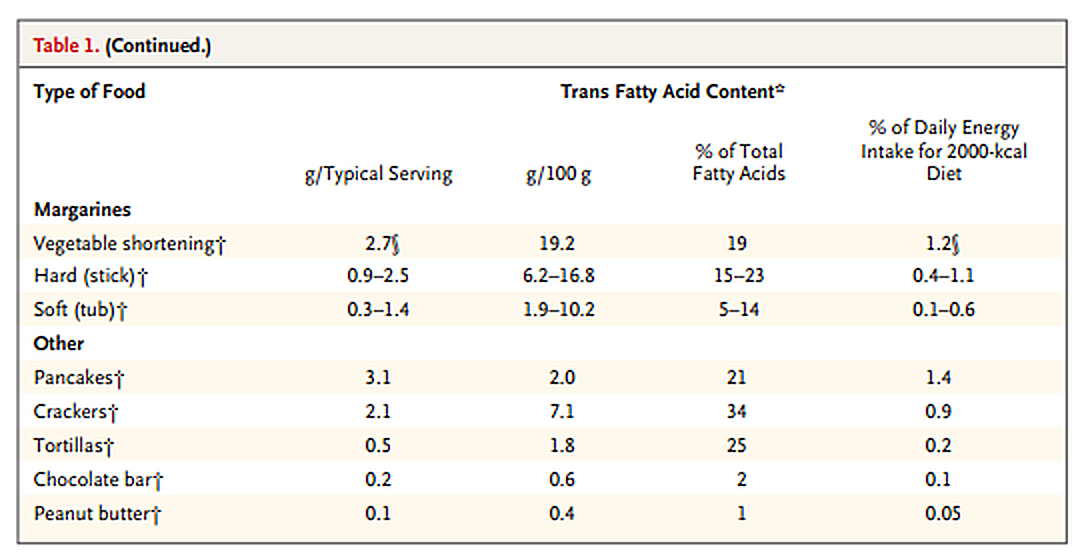 Table 1. (Continued.)
Type of Food Trans Fatty Acid Content*
g/Typical Serving g/100 g % of Total Fatty Acids % of Daily Energy Intake for 2000-kcal Diet
Margarines
Vegetable shortening† 2.7§ 19.2 19 1.2§
Hard (stick)† 0.9–2.5 6.2–16.8 15–23 0.4–1.1
Soft (tub)† 0.3–1.4 1.9–10.2 5–14 0.1–0.6
Other
Pancakes† 3.1 2.0 21 1.4
Crackers† 2.1 7.1 34 0.9
Tortillas† 0.5 1.8 25 0.2
Chocolate bar† 0.2 0.6 2 0.1
Peanut butter† 0.1 0.4 1 0.05